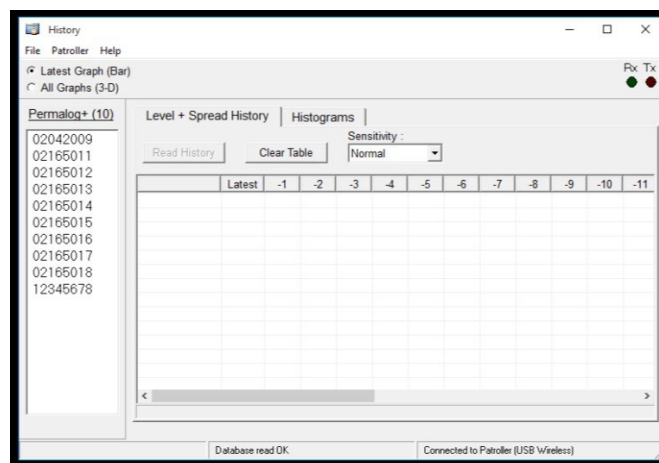 History
File Patroller Help
Latest Graph (Bar)
All Graphs (3-D)
Rx Tx
Permalog+ (10)
02042009
02165011
02165012
02165013
02165014
02165015
02165016
02165017
02165018
12345678
Level + Spread History Histograms
Sensitivity :
Read History Clear Table Normal
Latest -1 -2 -3 -4 -5 -6 -7 -8 -9 -10 -11
Database read OK Connected to Patroller (USB Wireless)